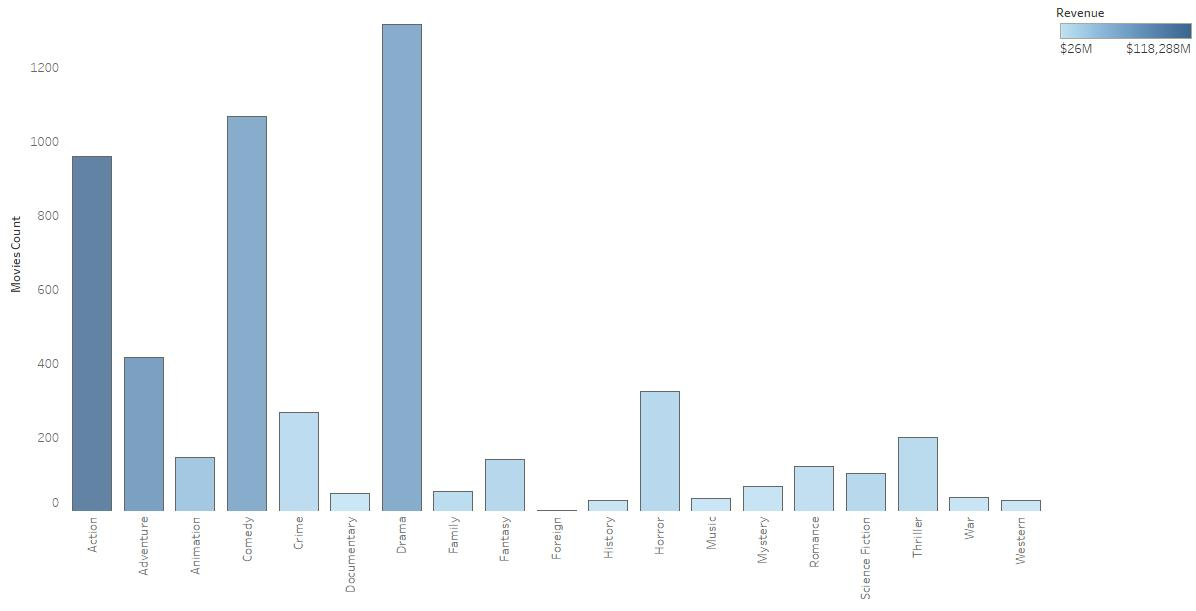 Revenue
$26M $118,288M
Movies Count
1200
1000
800
600
400
200
0
Action
Adventure
Animation
Comedy
Crime
Documentary
Drama
Family
Fantasy
Foreign
History
Horror
Music
Mystery
Romance
Science Fiction
Thriller
War
Western